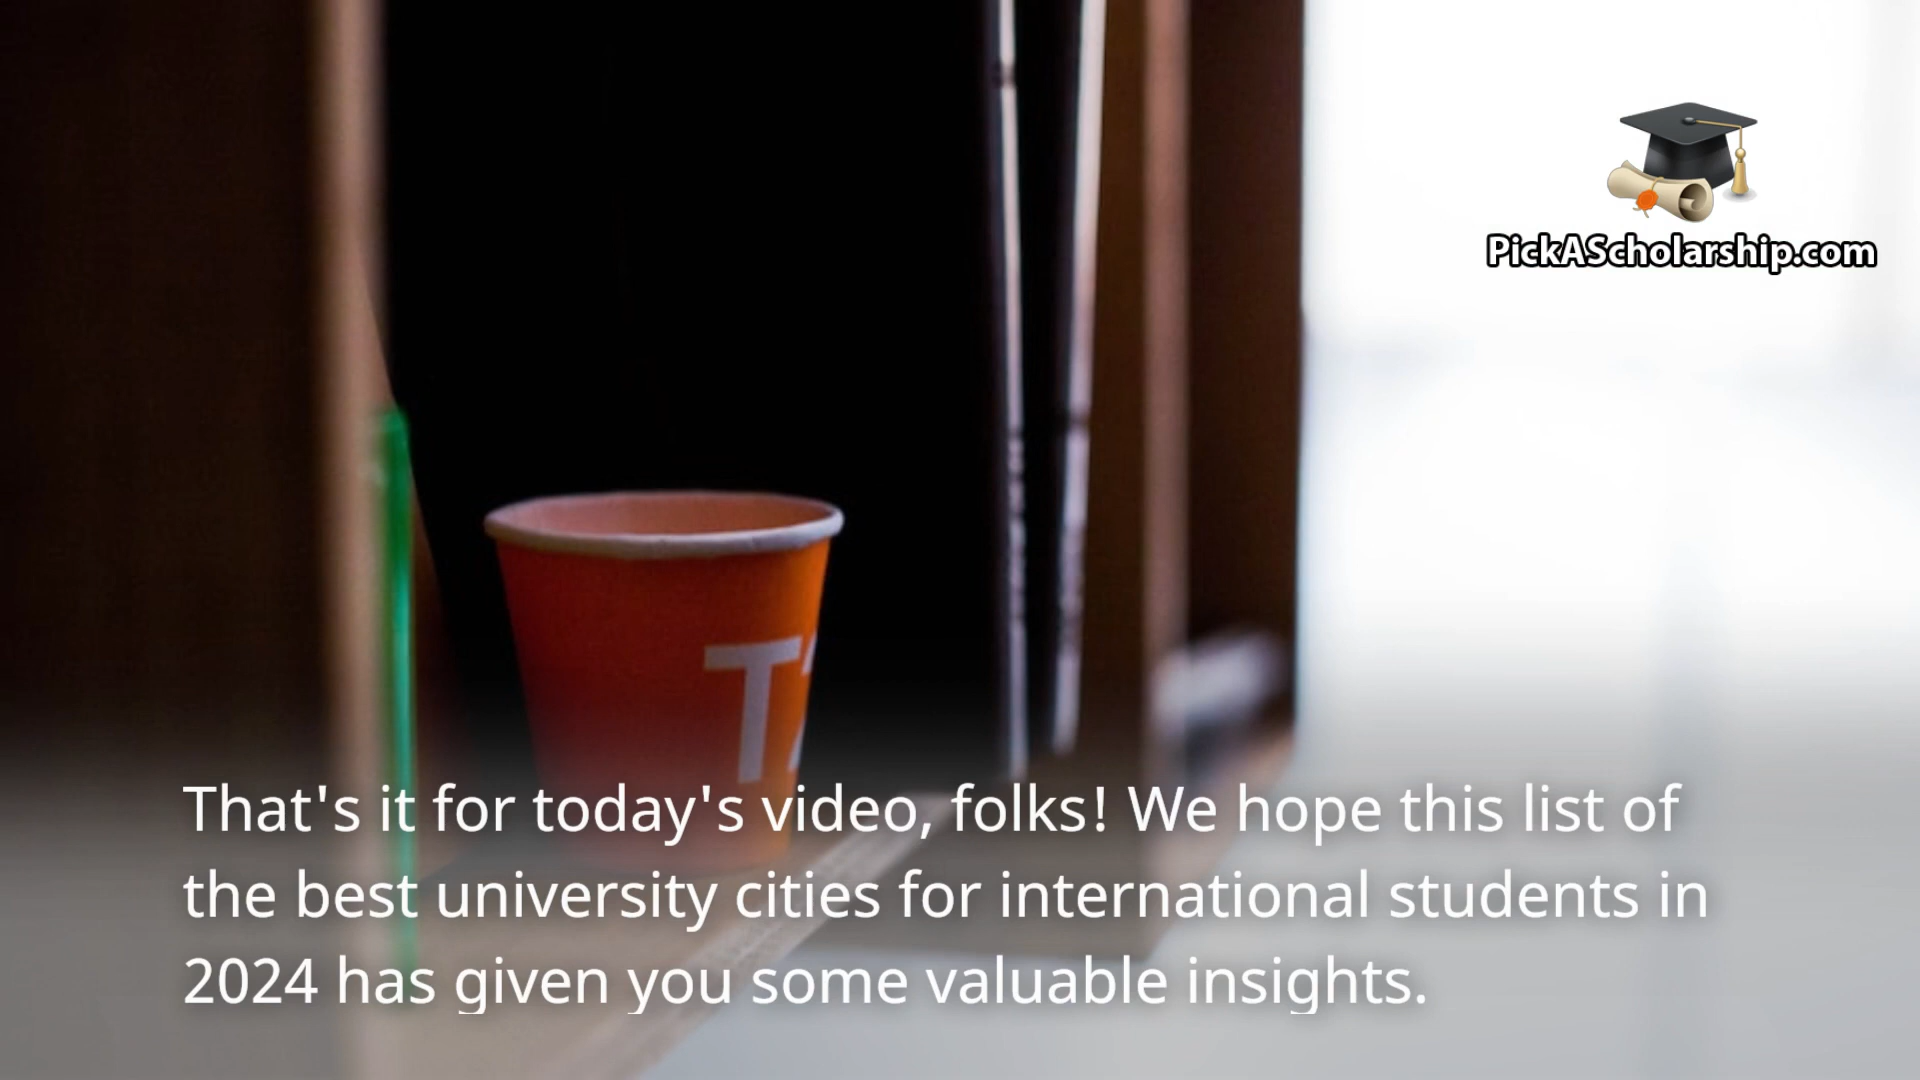 PickAScholarship.com
T
That's it for today's video, folks! We hope this list of
the best university cities for international students in
2024 has given you some valuable insights.